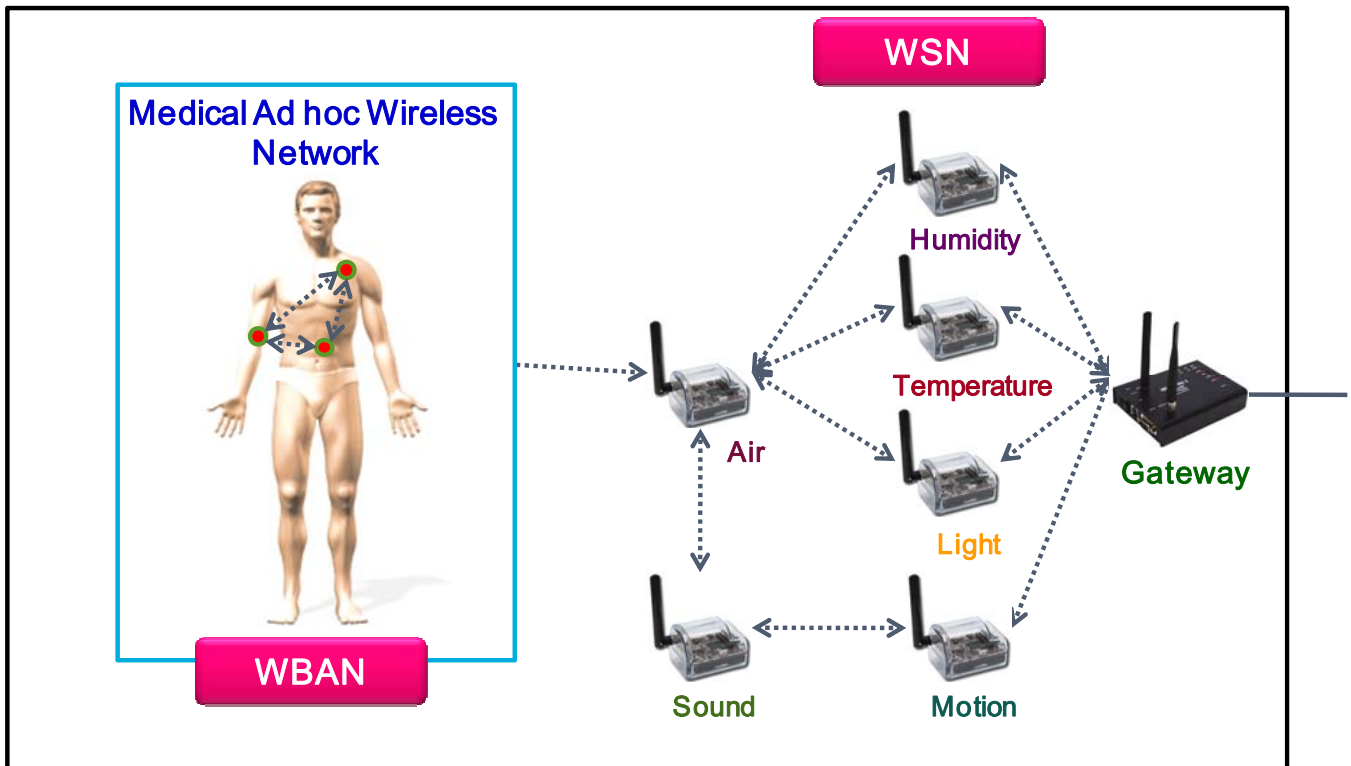 WSN
Medical Ad hoc Wireless
Network
Humidity
Temperature
Air
Gateway
Light
WBAN
Sound
Motion